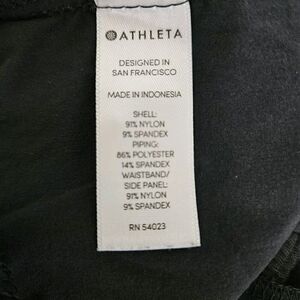 ATHLETA
DESIGNED IN
SAN FRANCISCO
MADE IN INDONESIA
SHELL:
91% NYLON
9% SPANDEX
PIPING:
86% POLYESTER
14% SPANDEX
WAISTBAND/
SIDE PANEL:
91% NYLON
9% SPANDEX
RN 54023